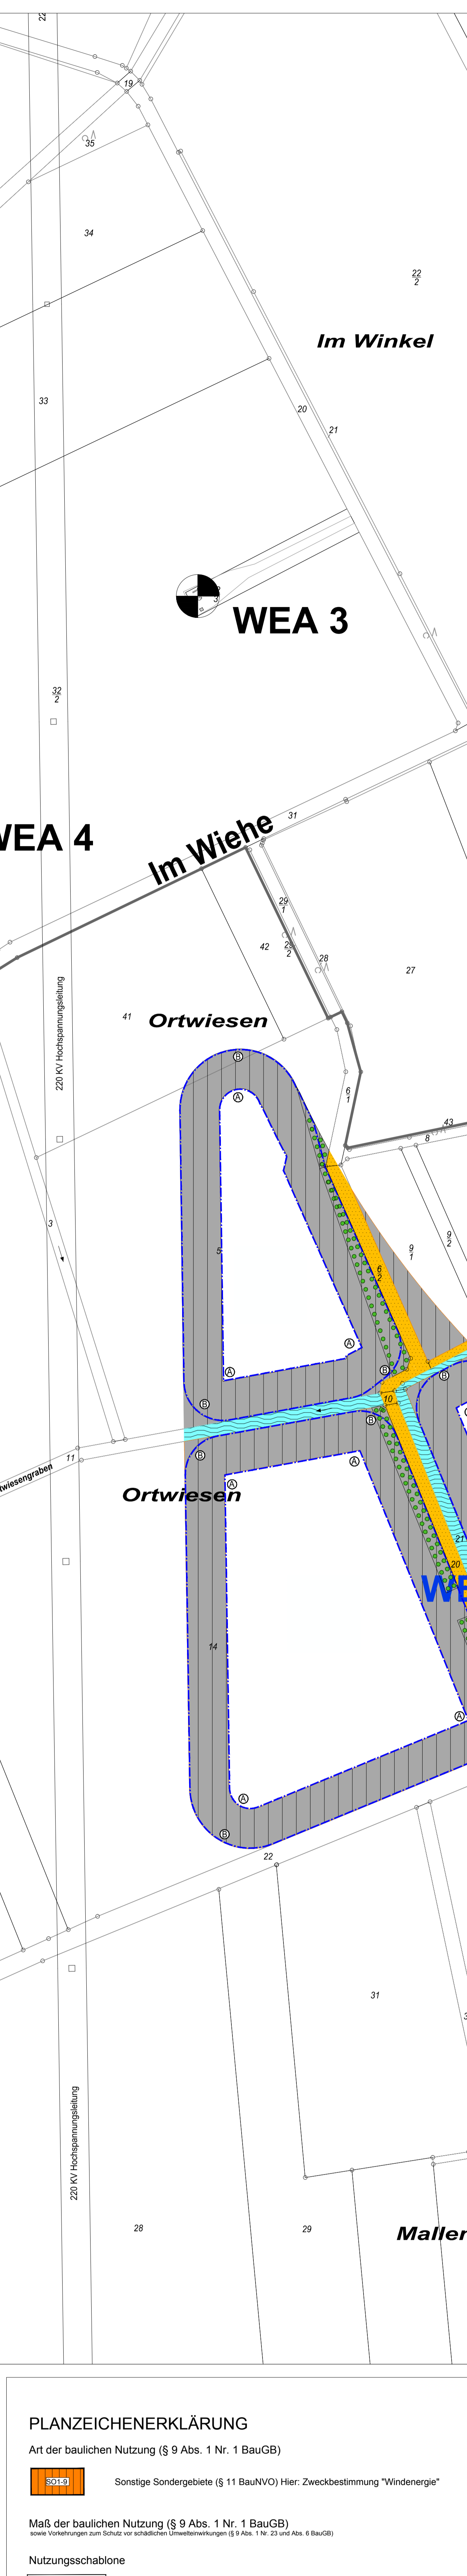 22
19
35
34
22
2
Im Winkel
33
20
21
WEA 3
32
2
31
WEA 4
Im Wiehe
29
1
42
29
2
28
27
220 KV Hochspannungsleitung
41
Ortwiesen
B
A
6
1
43
8
3
5
9
1
9
2
6
2
A
A
B
B
B
10
B
A
11
B
A
A
Ortwiesen
21
20
WE
14
A
A
B
22
31
220 KV Hochspannungsleitung
28
29
Maller
PLANZEICHENERKLÄRUNG
Art der baulichen Nutzung (§ 9 Abs. 1 Nr. 1 BauGB)
SO1-9
Sonstige Sondergebiete (§ 11 BauNVO) Hier: Zweckbestimmung "Windenergie"
Maß der baulichen Nutzung (§ 9 Abs. 1 Nr. 1 BauGB)
sowie Vorkehrungen zum Schutz vor schädlichen Umwelteinwirkungen (§ 9 Abs. 1 Nr. 23 und Abs. 6 BauGB)
Nutzungsschablone